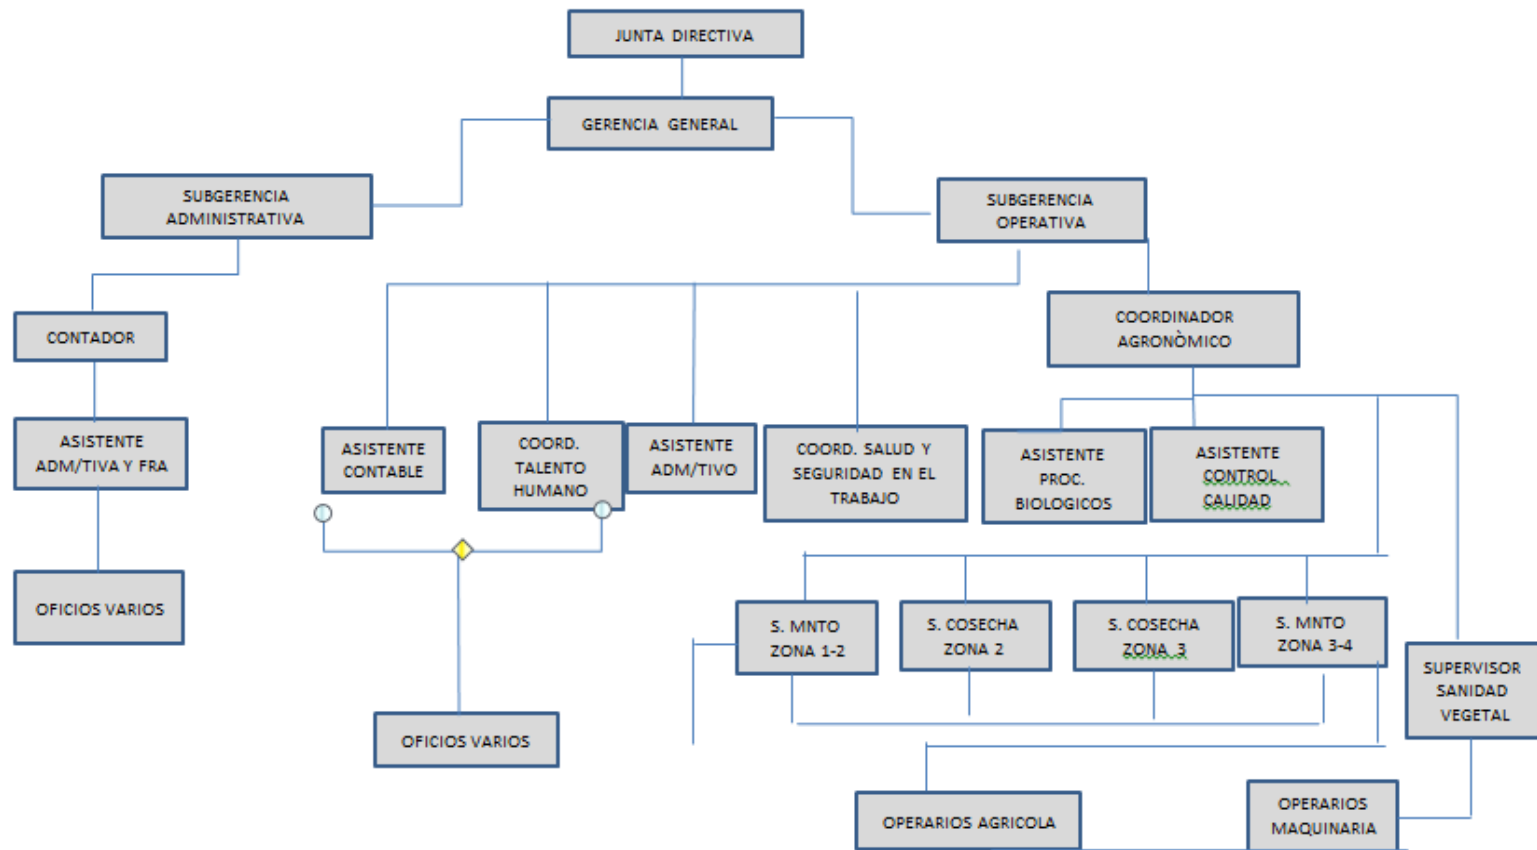 JUNTA DIRECTIVA
GERENCIA GENERAL
SUBGERENCIA
ADMINISTRATIVA
SUBGERENCIA
OPERATIVA
CONTADOR
COORDINADOR
AGRONÒMICO
ASISTENTE
ADM/TIVA Y FRA
ASISTENTE
CONTABLE
COORD.
TALENTO
HUMANO
ASISTENTE
ADM/TIVO
COORD. SALUD Y
SEGURIDAD EN EL
TRABAJO
ASISTENTE
PROC.
BIOLOGICOS
ASISTENTE
CONTROL
CALIDAD
OFICIOS VARIOS
S. MNTO
ZONA 1-2
S. COSECHA
ZONA 2
S. COSECHA
ZONA 3
S. MNTO
ZONA 3-4
SUPERVISOR
SANIDAD
VEGETAL
OFICIOS VARIOS
OPERARIOS AGRICOLA
OPERARIOS
MAQUINARIA